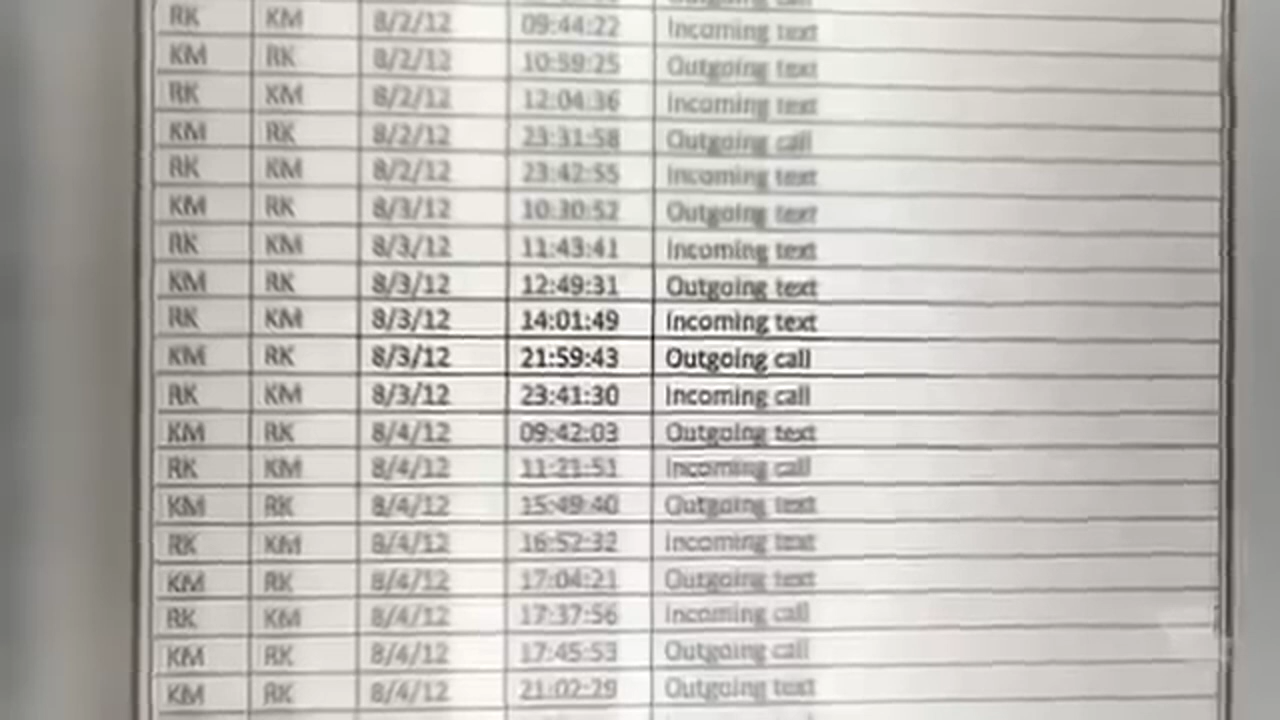 RK KM 8/2/12 09:44:22 Incoming text
KM RK 8/2/12 10:59:25 Outgoing text
RK KM 8/2/12 12:04:36 Incoming text
KM RK 8/2/12 23:31:58 Outgoing call
RK KM 8/2/12 23:42:55 Incoming text
KM RK 8/3/12 10:30:52 Outgoing text
RK KM 8/3/12 11:43:41 Incoming text
KM RK 8/3/12 12:49:31 Outgoing text
RK KM 8/3/12 14:01:49 Incoming text
KM RK 8/3/12 21:59:43 Outgoing call
RK KM 8/3/12 23:41:30 Incoming call
KM RK 8/4/12 09:42:03 Outgoing text
RK KM 8/4/12 11:21:51 Incoming call
KM RK 8/4/12 15:49:40 Outgoing text
RK KM 8/4/12 16:52:32 Incoming text
KM RK 8/4/12 17:04:21 Outgoing text
RK KM 8/4/12 17:37:56 Incoming call
KM RK 8/4/12 17:45:53 Outgoing call
KM RK 8/4/12 21:02:29 Outgoing text